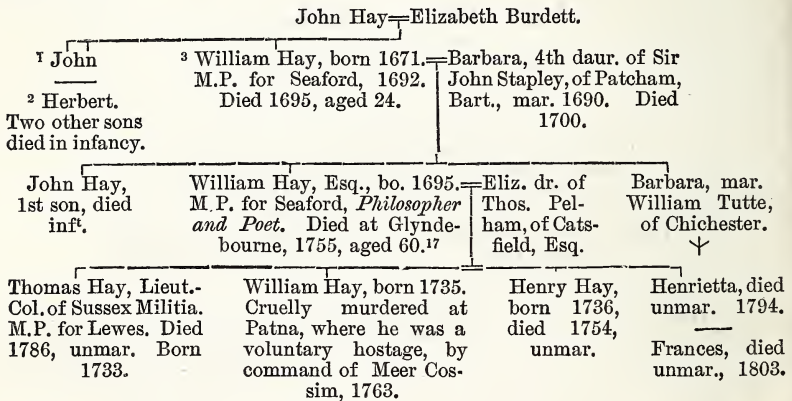 John Hay=Elizabeth Burdett.
1 John
2 Herbert.
Two other sons
died in infancy.
3 William Hay, born 1671.=
M.P. for Seaford, 1692.
Died 1695, aged 24.
Barbara, 4th daur. of Sir
John Stapley, of Patcham,
Bart., mar. 1690. Died
1700.
John Hay,
1st son, died
inft.
William Hay, Esq., bo. 1695.=
M.P. for Seaford, Philosopher
and Poet. Died at Glynde-
bourne, 1755, aged 60.17
Eliz. dr. of
Thos. Pel-
ham, of Cats-
field, Esq.
Barbara, mar.
William Tutte,
of Chichester.
Thomas Hay, Lieut.-
Col. of Sussex Militia.
M.P. for Lewes. Died
1786, unmar. Born
1733.
William Hay, born 1735.
Cruelly murdered at
Patna, where he was a
voluntary hostage, by
command of Meer Cos-
sim, 1763.
Henry Hay,
born 1736,
died 1754,
unmar.
Henrietta, died
unmar. 1794.
Frances, died
unmar., 1803.